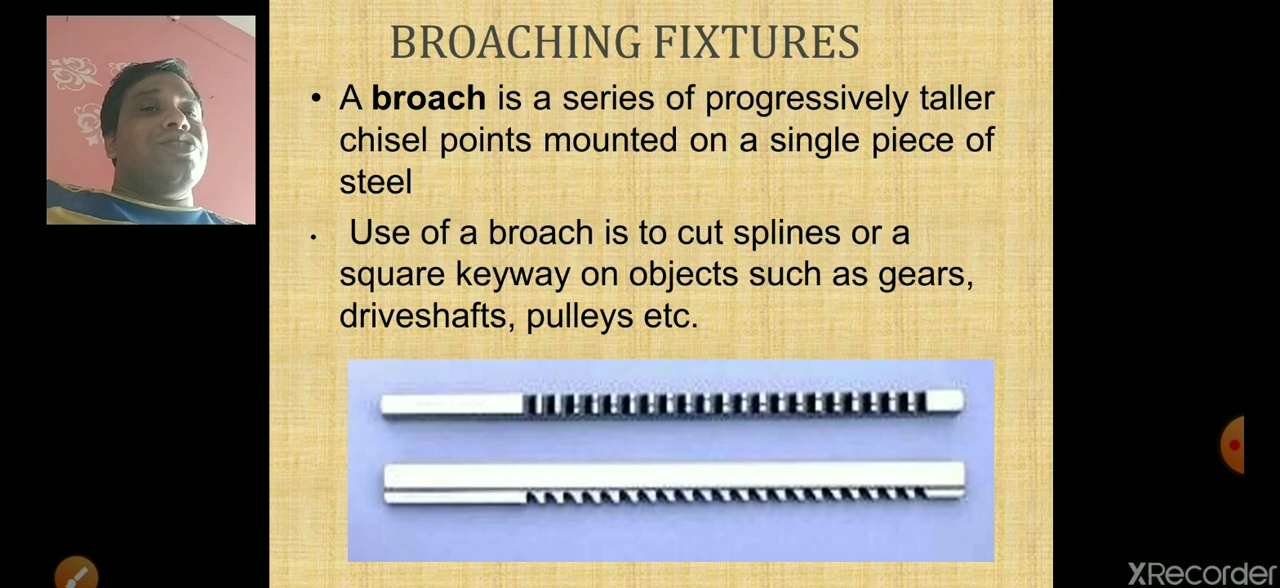 BROACHING FIXTURES
• A broach is a series of progressively taller
chisel points mounted on a single piece of
steel
• Use of a broach is to cut splines or a
square keyway on objects such as gears,
driveshafts, pulleys etc.
XRecorder